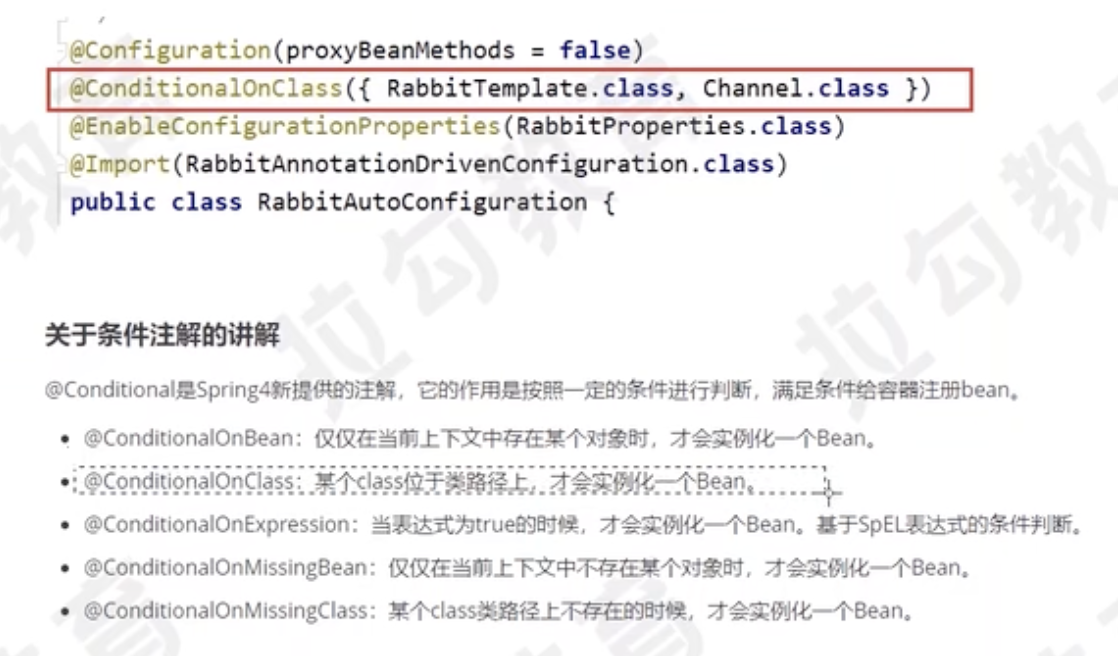 @Configuration(proxyBeanMethods = false)
@ConditionalOnClass({ RabbitTemplate.class, Channel.class })
@EnableConfigurationProperties(RabbitProperties.class)
@Import(RabbitAnnotationDrivenConfiguration.class)
public class RabbitAutoConfiguration {
关于条件注解的讲解
@Conditional是Spring4新提供的注解，它的作用是按照一定的条件进行判断，满足条件给容器注册bean。
• @ConditionalOnBean：仅仅在当前上下文中存在某个对象时，才会实例化一个Bean。
• @ConditionalOnClass：某个class位于类路径上，才会实例化一个Bean。
• @ConditionalOnExpression：当表达式为true的时候，才会实例化一个Bean。基于SpEL表达式的条件判断。
• @ConditionalOnMissingBean：仅仅在当前上下文中不存在某个对象时，才会实例化一个Bean。
• @ConditionalOnMissingClass：某个class类路径上不存在的时候，才会实例化一个Bean。
拉勾教育
拉勾教